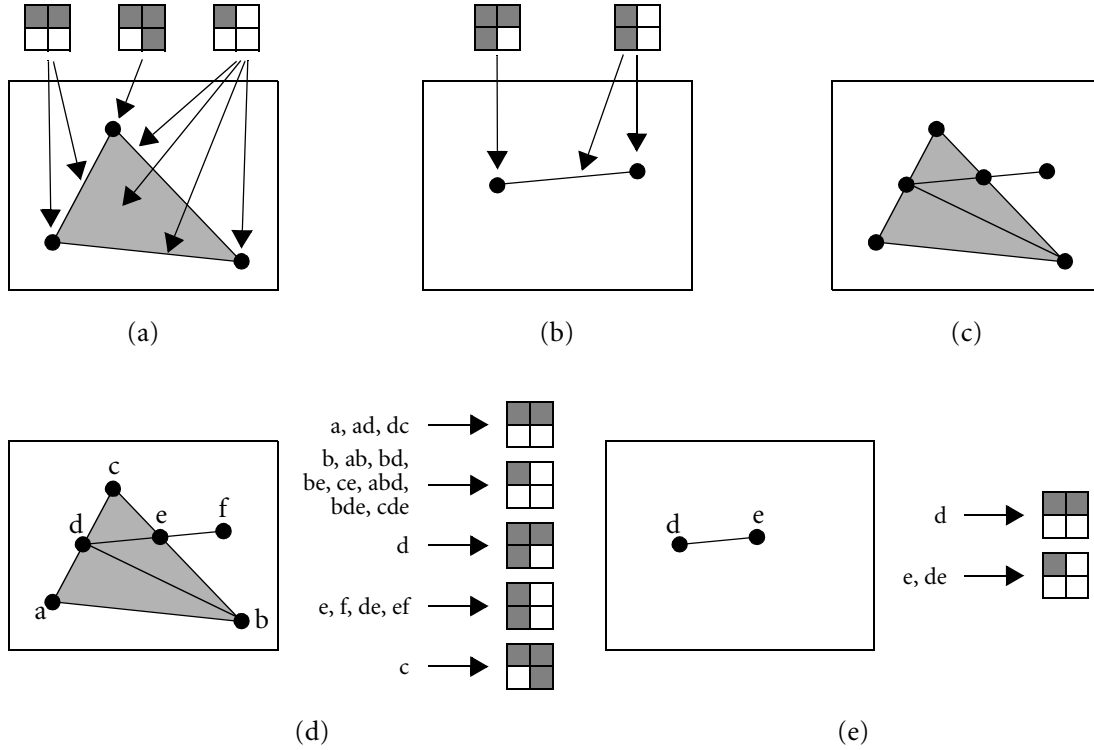 (a)
(b)
(c)
c
d
e
f
a
b
a, ad, dc
b, ab, bd,
be, ce, abd,
bde, cde
d
e, f, de, ef
c
d
e
d
e, de
(d)
(e)